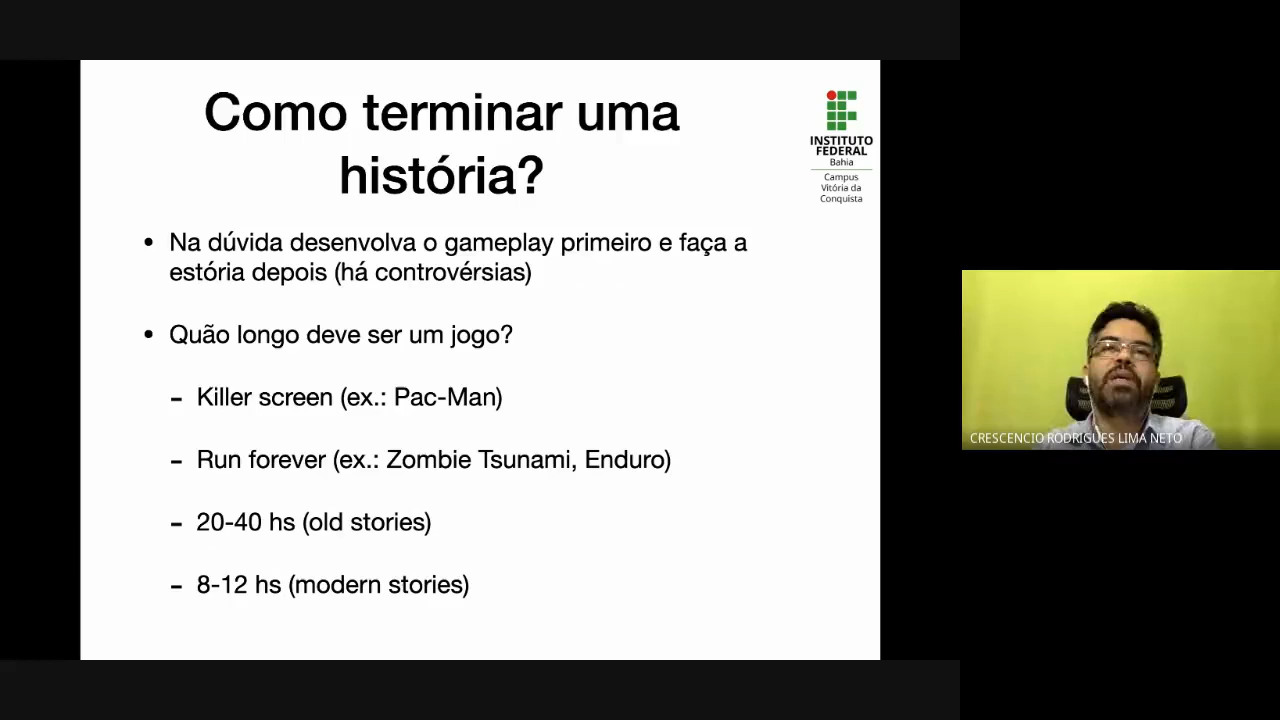 Como terminar uma
história?
INSTITUTO
FEDERAL
Bahia
Campus
Vitória da
Conquista
• Na dúvida desenvolva o gameplay primeiro e faça a
estória depois (há controvérsias)
• Quão longo deve ser um jogo?
- Killer screen (ex.: Pac-Man)
- Run forever (ex.: Zombie Tsunami, Enduro)
- 20-40 hs (old stories)
- 8-12 hs (modern stories)
CRESCENCIO RODRIGUES LIMA NETO